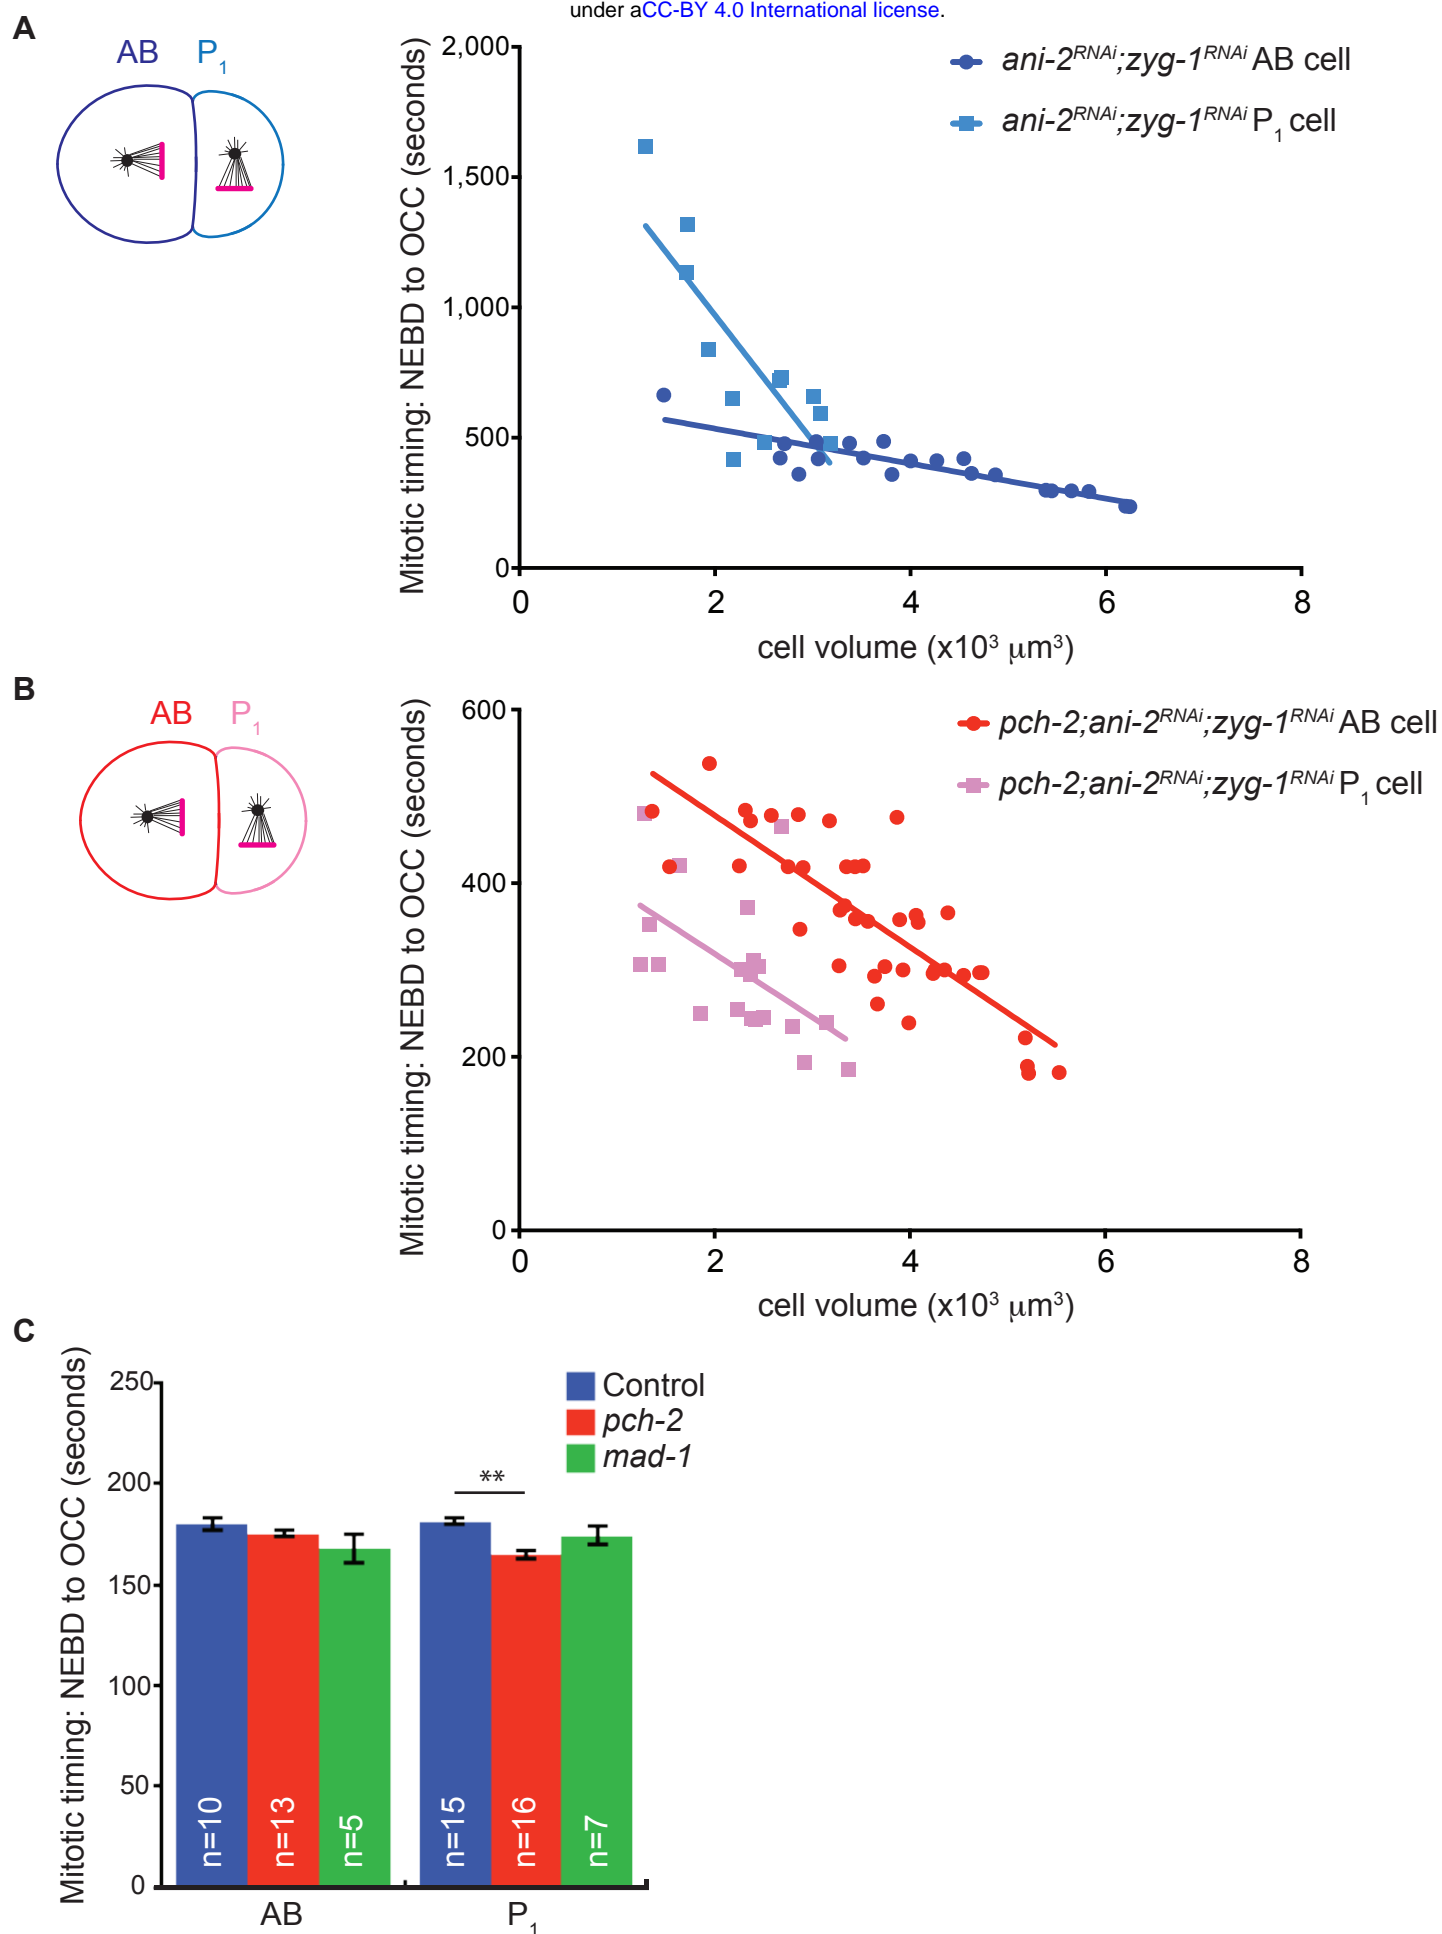 under aCC-BY 4.0 International license.
A
AB P1
Mitotic timing: NEBD to OCC (seconds)
2,000
1,500
1,000
500
0
0 2 4 6 8
cell volume (x10³ µm³)
ani-2RNAi;zyg-1RNAi AB cell
ani-2RNAi;zyg-1RNAi P1 cell
B
AB P1
Mitotic timing: NEBD to OCC (seconds)
600
400
200
0
0 2 4 6 8
cell volume (x10³ µm³)
pch-2;ani-2RNAi;zyg-1RNAi AB cell
pch-2;ani-2RNAi;zyg-1RNAi P1 cell
C
Mitotic timing: NEBD to OCC (seconds)
250
200
150
100
50
0
Control
pch-2
mad-1
**
n=10 n=13 n=5 n=15 n=16 n=7
AB P1